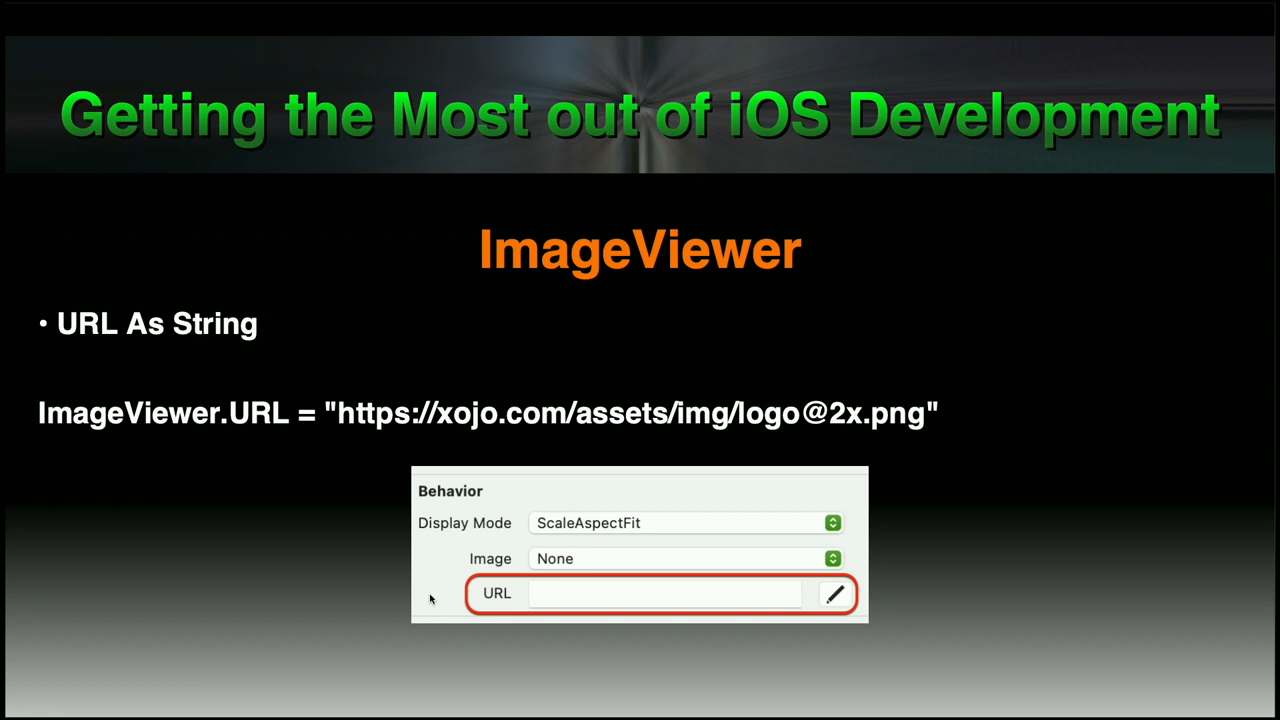 Getting the Most out of iOS Development
ImageViewer
• URL As String
ImageViewer.URL = "https://xojo.com/assets/img/logo@2x.png"
Behavior
Display Mode ScaleAspectFit
Image None
URL